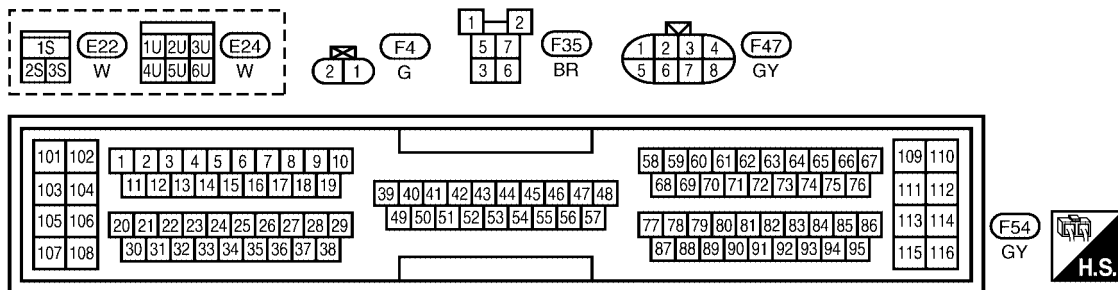 1S
2S 3S
E22
W
1U 2U 3U
4U 5U 6U
E24
W
2 1
F4
G
1 2
5 7
3 6
F35
BR
1 2 3 4
5 6 7 8
F47
GY
101 102
103 104
105 106
107 108
1 2 3 4 5 6 7 8 9 10
11 12 13 14 15 16 17 18 19
20 21 22 23 24 25 26 27 28 29
30 31 32 33 34 35 36 37 38
39 40 41 42 43 44 45 46 47 48
49 50 51 52 53 54 55 56 57
58 59 60 61 62 63 64 65 66 67
68 69 70 71 72 73 74 75 76
77 78 79 80 81 82 83 84 85 86
87 88 89 90 91 92 93 94 95
109 110
111 112
113 114
115 116
F54
GY
H.S.